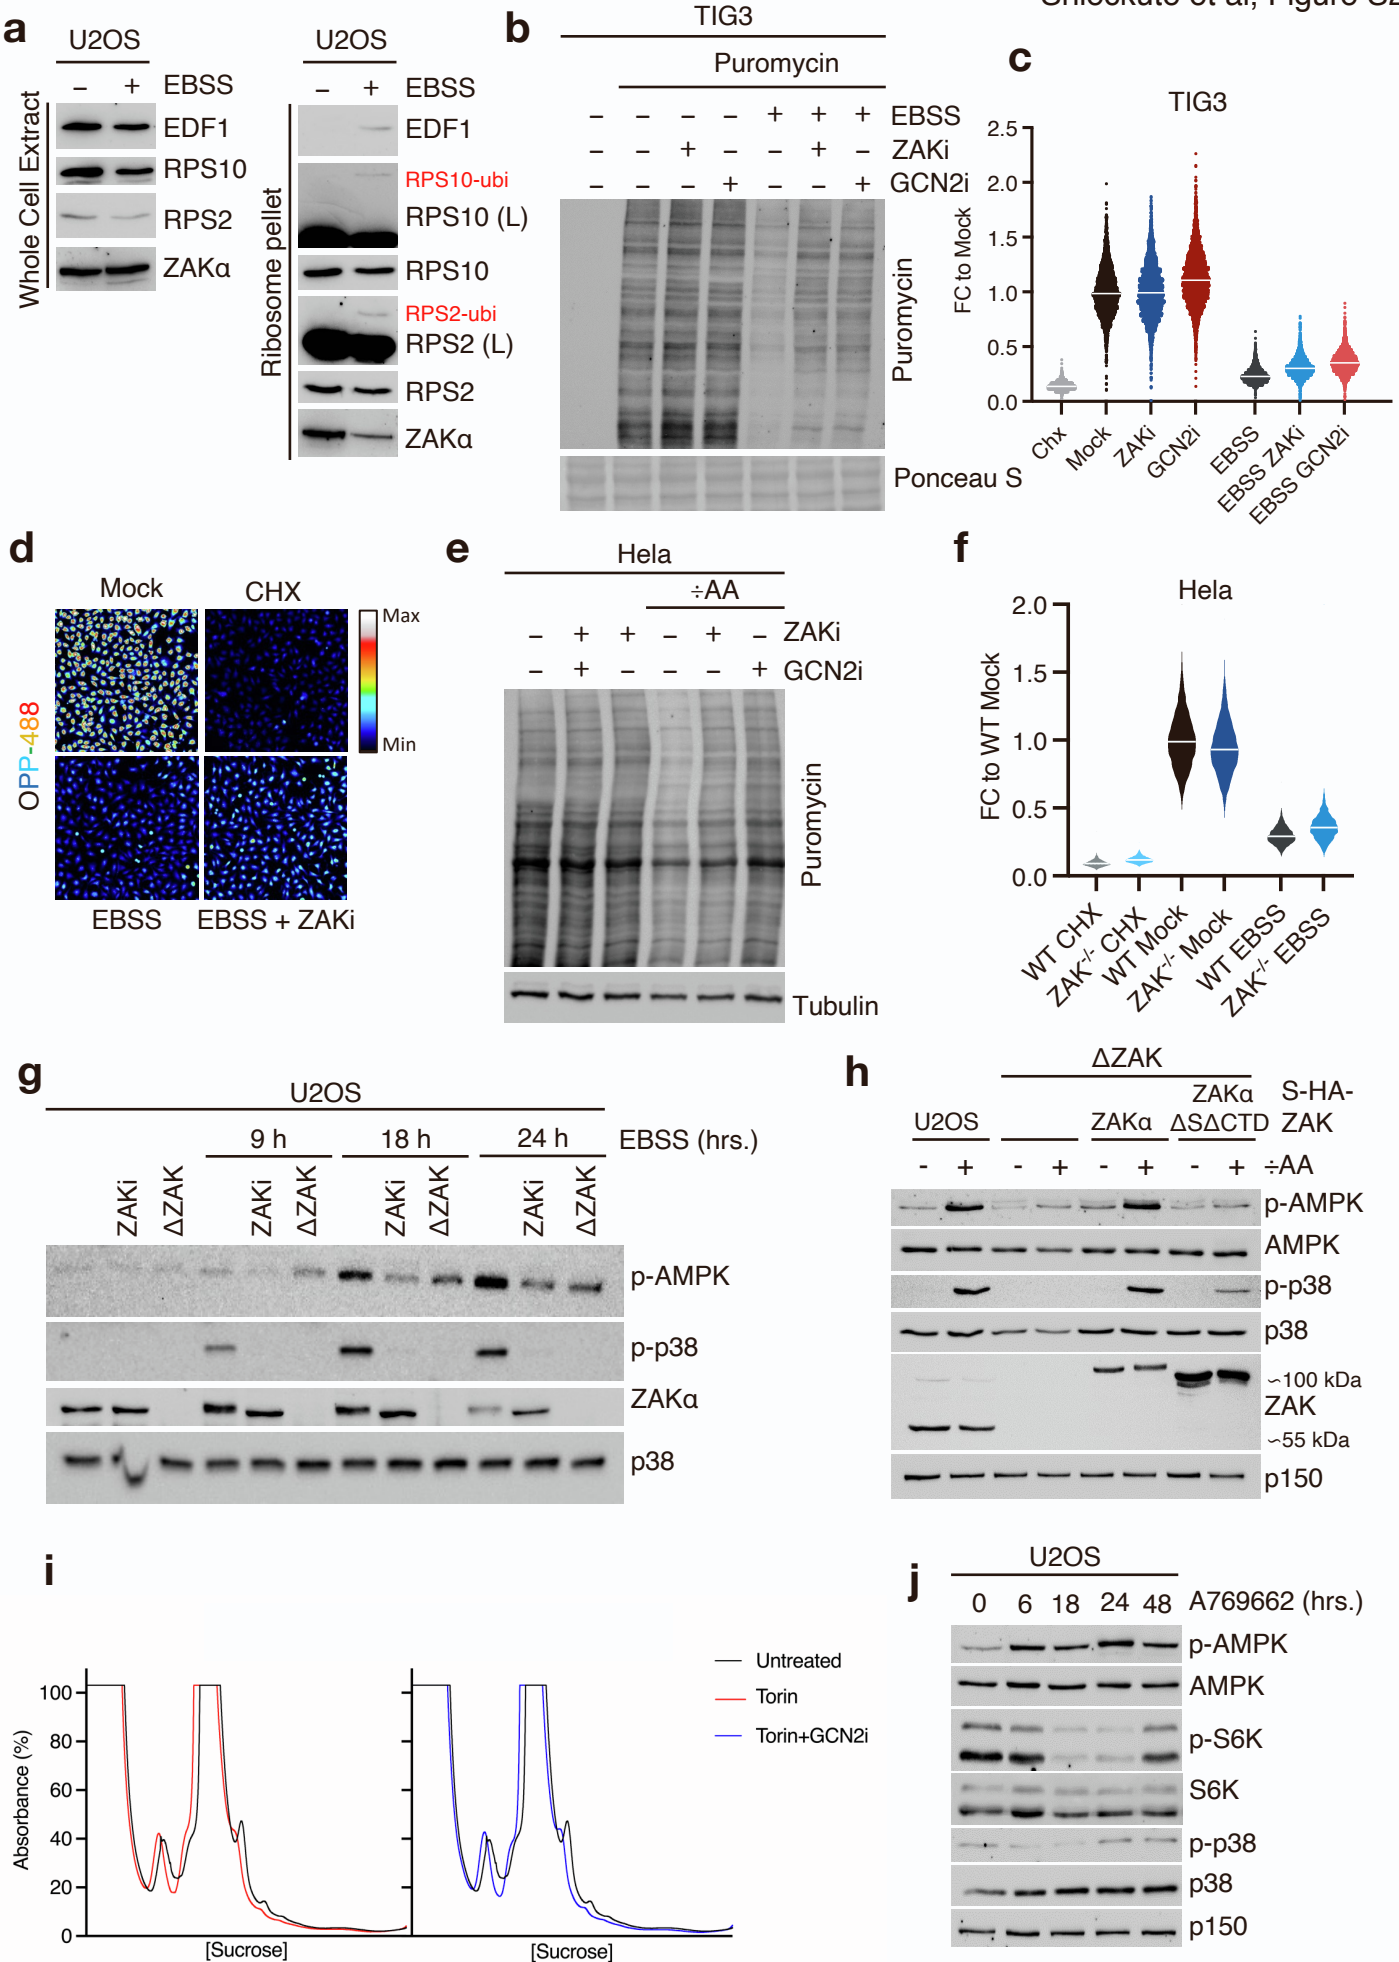 a
U2OS
− + EBSS
Whole Cell Extract
EDF1
RPS10
RPS2
ZAKα
U2OS
− + EBSS
Ribosome pellet
EDF1
RPS10-ubi
RPS10 (L)
RPS10
RPS2-ubi
RPS2 (L)
RPS2
ZAKα
b
TIG3
Puromycin
− − − − + + + EBSS
− − + − − + − ZAKi
− − − + − − + GCN2i
Puromycin
Ponceau S
c
TIG3
FC to Mock
2.5
2.0
1.5
1.0
0.5
0.0
Chx
Mock
ZAKi
GCN2i
EBSS
EBSS ZAKi
EBSS GCN2i
d
Mock
CHX
OPP-488
Max
Min
EBSS
EBSS + ZAKi
e
Hela
÷AA
− + + − + − ZAKi
− + − − − + GCN2i
Puromycin
Tubulin
f
Hela
FC to WT Mock
2.0
1.5
1.0
0.5
0.0
WT CHX
ZAK-/- CHX
WT Mock
ZAK-/- Mock
WT EBSS
ZAK-/- EBSS
g
U2OS
9 h 18 h 24 h EBSS (hrs.)
ZAKi ΔZAK ZAKi ΔZAK ZAKi ΔZAK ZAKi ΔZAK
p-AMPK
p-p38
ZAKα
p38
h
ΔZAK
U2OS
ZAKα
ZAKα
ΔSΔCTD
S-HA-
ZAK
- + - + - + - + ÷AA
p-AMPK
AMPK
p-p38
p38
~100 kDa
ZAK
~55 kDa
p150
i
Absorbance (%)
100
80
60
40
20
0
[Sucrose]
[Sucrose]
Untreated
Torin
Torin+GCN2i
j
U2OS
0 6 18 24 48 A769662 (hrs.)
p-AMPK
AMPK
p-S6K
S6K
p-p38
p38
p150